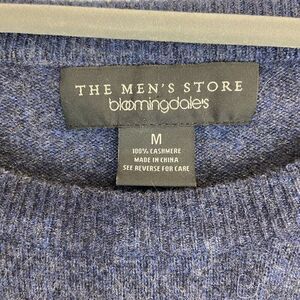 THE MEN'S STORE
bloomingdale's
M
100% CASHMERE
MADE IN CHINA
SEE REVERSE FOR CARE